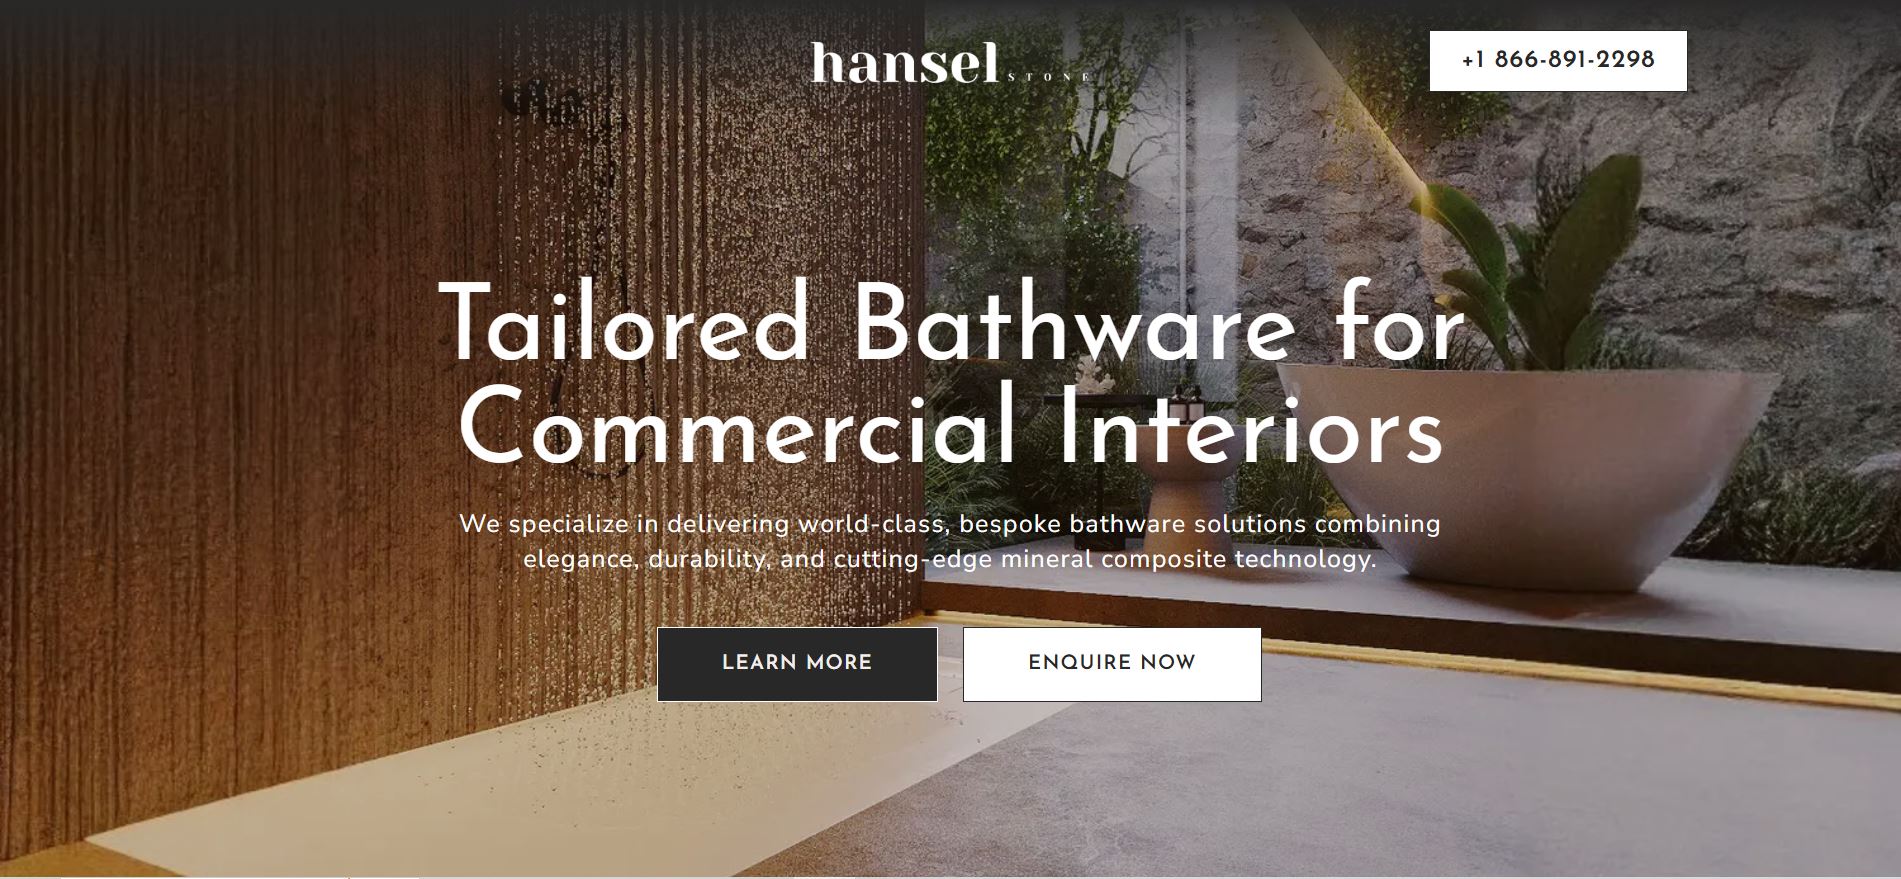 hansel STONE
+1 866-891-2298
Tailored Bathware for
Commercial Interiors
We specialize in delivering world-class, bespoke bathware solutions combining
elegance, durability, and cutting-edge mineral composite technology.
LEARN MORE
ENQUIRE NOW